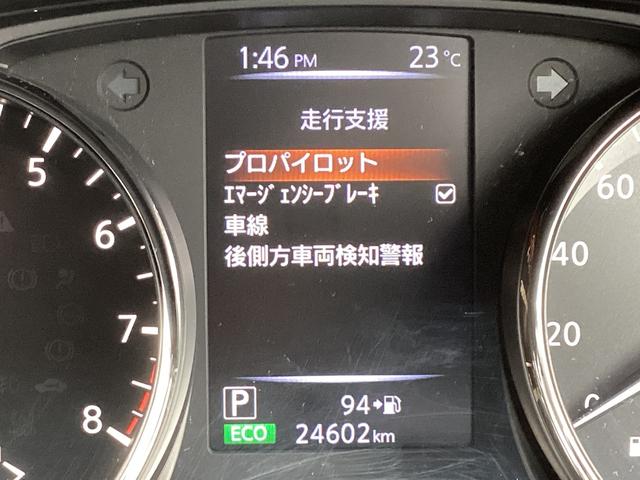 1:46 PM 23℃
走行支援
プロパイロット
ｴﾏｰｼﾞｪﾝｼｰﾌﾞﾚｰｷ
車線
後側方車両検知警報
P 94
ECO 24602km
5
6
7
8
60
40
20
C